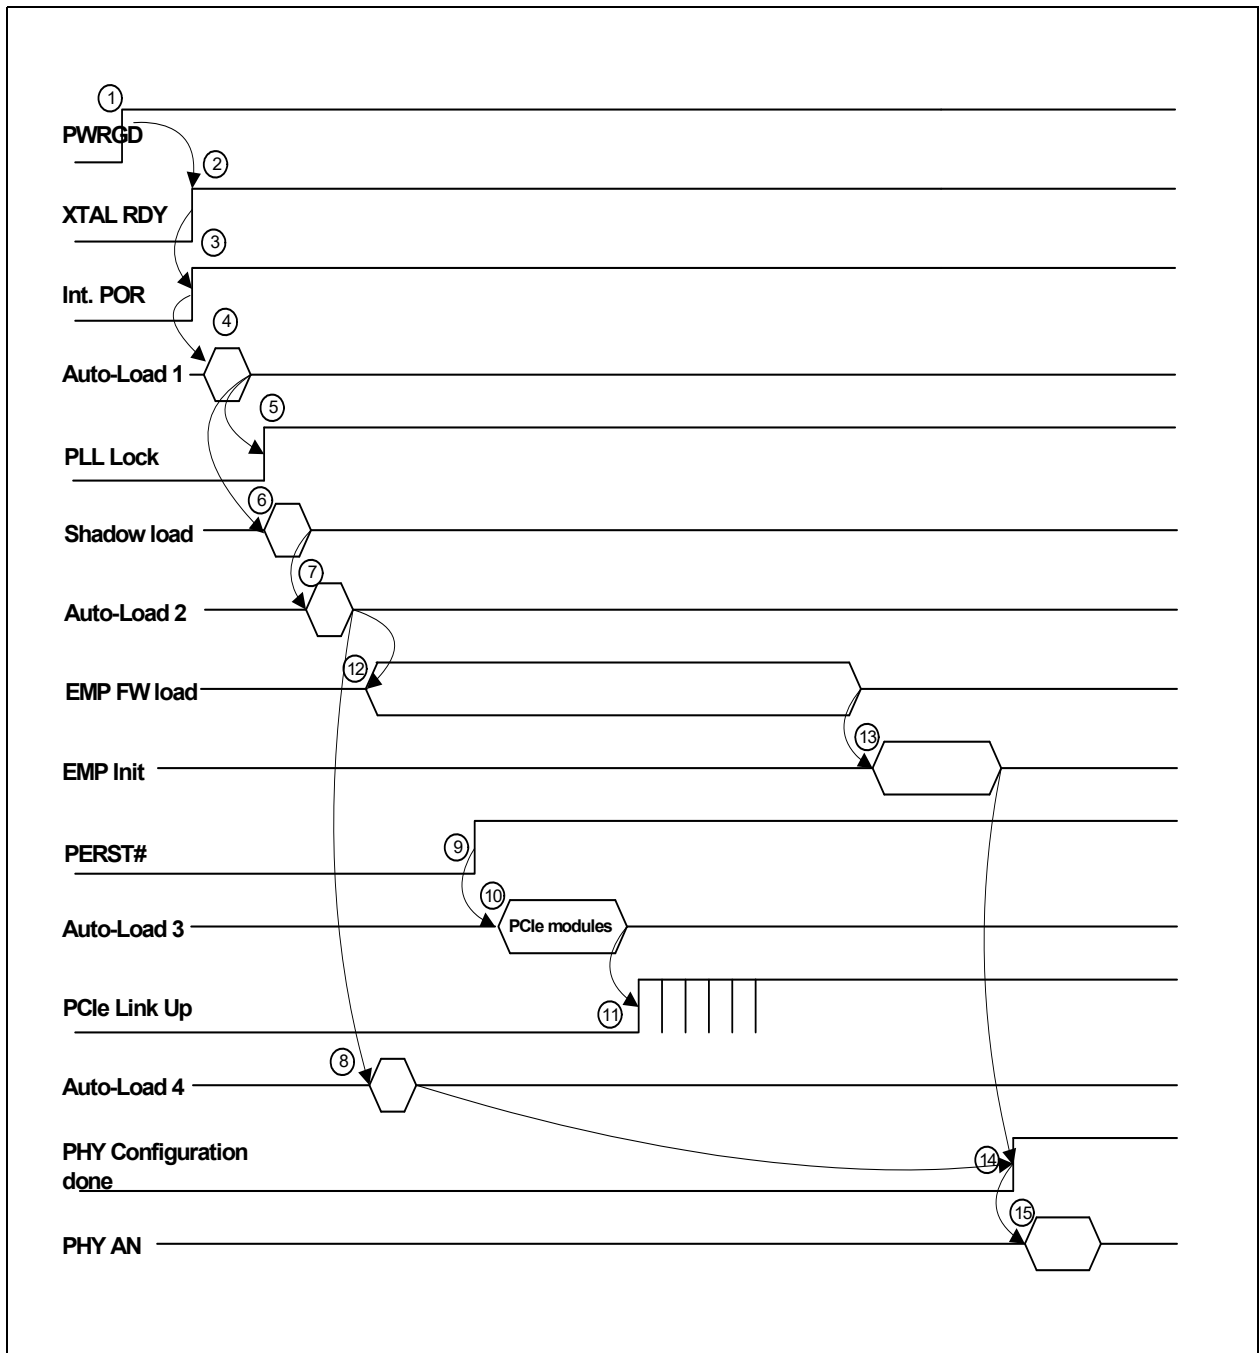 1
PWRGD
2
XTAL RDY
3
Int. POR
4
Auto-Load 1
5
PLL Lock
6
Shadow load
7
Auto-Load 2
12
EMP FW load
13
EMP Init
9
PERST#
10
Auto-Load 3
PCIe modules
PCIe Link Up
11
8
Auto-Load 4
PHY Configuration
done
14
15
PHY AN